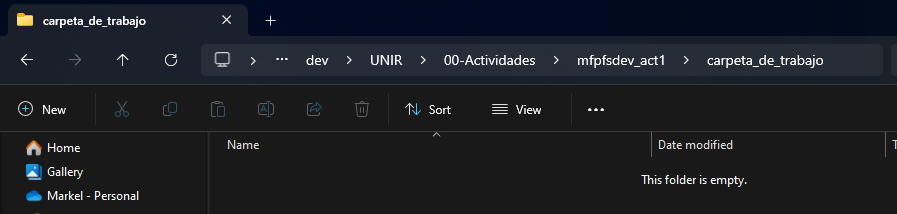 carpeta_de_trabajo
dev UNIR 00-Actividades mfpfsdev_act1 carpeta_de_trabajo
New Sort View
Home Name Date modified
Gallery This folder is empty.
Markel - Personal